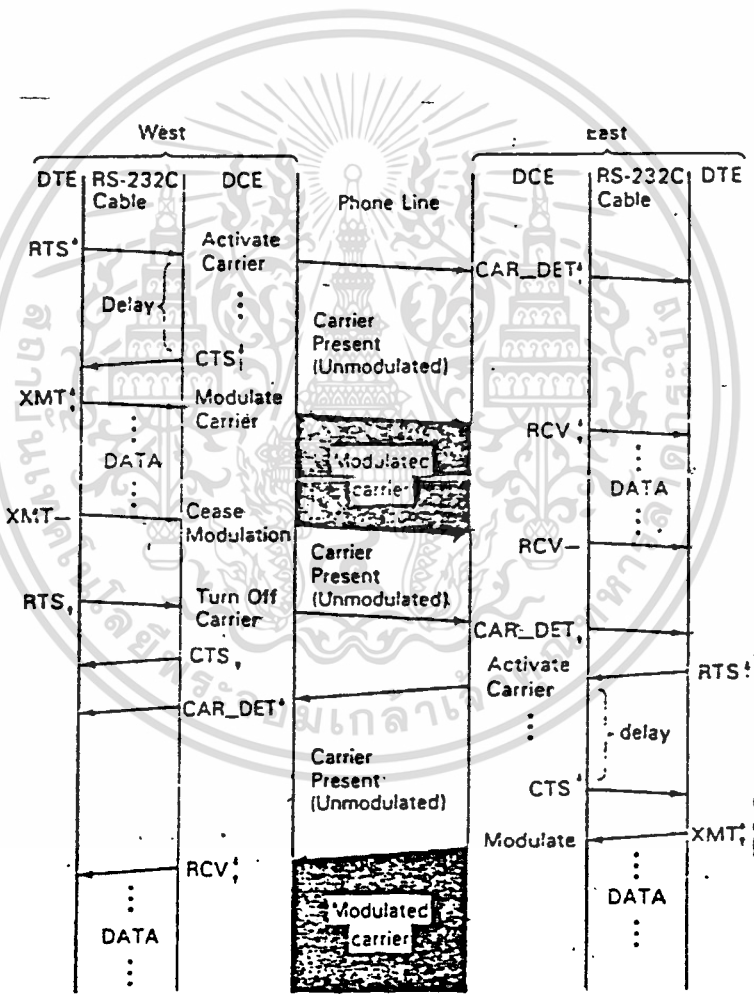 West East
DTE RS-232C DCE Phone Line DCE RS-232C DTE
Cable Cable
RTS Activate
Carrier CAR_DET
Delay
Carrier
Present
(Unmodulated)
CTS
XMT Modulate
Carrier RCV
Modulated
carrier
DATA DATA
XMT— Cease
Modulation RCV—
Carrier
Present
(Unmodulated)
RTS Turn Off
Carrier CAR_DET
CTS Activate RTS
Carrier
CAR_DET delay
Carrier
Present
(Unmodulated) CTS
Modulate XMT
RCV
Modulated
carrier
DATA DATA